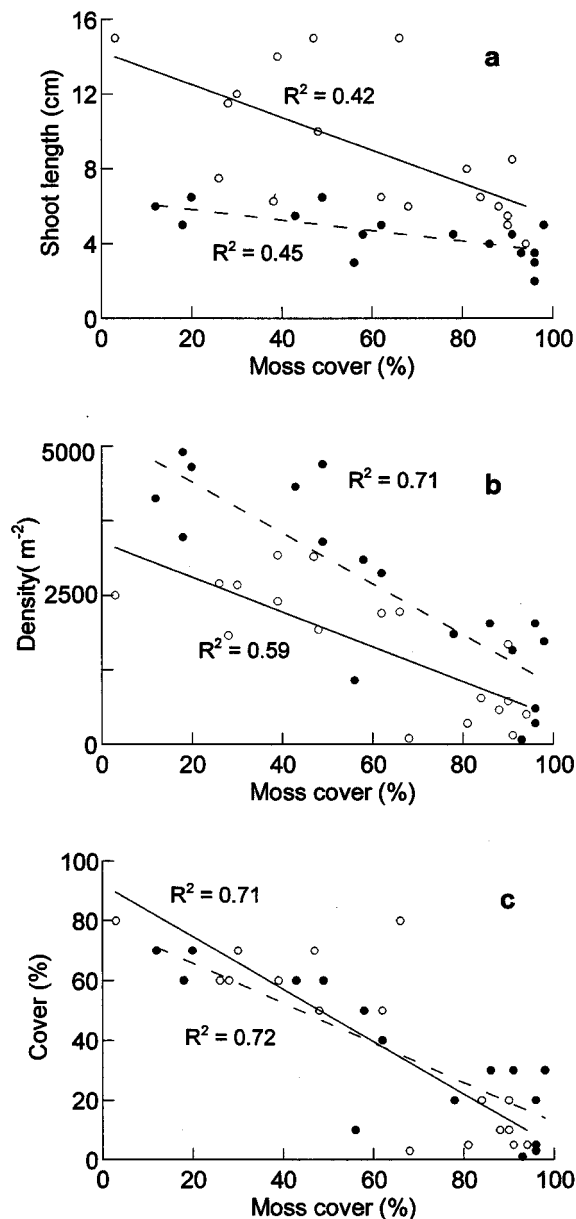 16
12
8
4
0
Shoot length (cm)
a
R² = 0.42
R² = 0.45
0 20 40 60 80 100
Moss cover (%)
5000
2500
0
Density( m⁻²)
b
R² = 0.71
R² = 0.59
0 20 40 60 80 100
Moss cover (%)
100
80
60
40
20
0
Cover (%)
c
R² = 0.71
R² = 0.72
0 20 40 60 80 100
Moss cover (%)